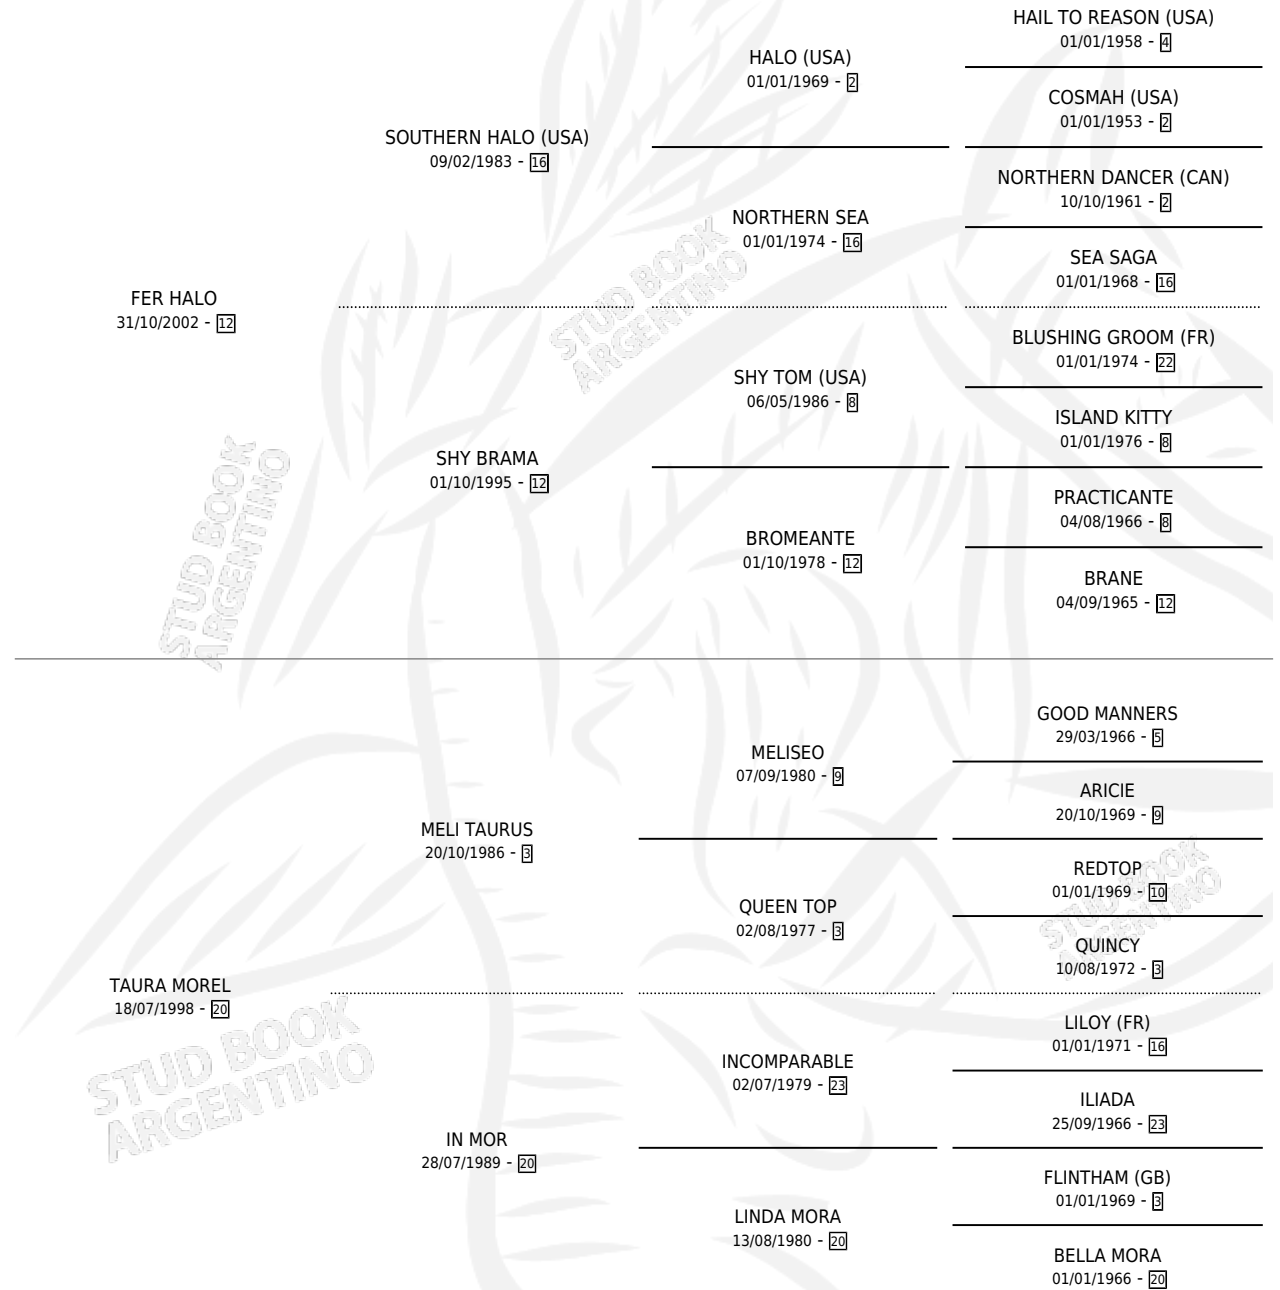 HAIL TO REASON (USA)
01/01/1958 - 4
HALO (USA)
01/01/1969 - 2
COSMAH (USA)
01/01/1953 - 2
SOUTHERN HALO (USA)
09/02/1983 - 16
NORTHERN DANCER (CAN)
10/10/1961 - 2
NORTHERN SEA
01/01/1974 - 16
SEA SAGA
01/01/1968 - 16
FER HALO
31/10/2002 - 12
BLUSHING GROOM (FR)
01/01/1974 - 22
SHY TOM (USA)
06/05/1986 - 8
ISLAND KITTY
01/01/1976 - 8
SHY BRAMA
01/10/1995 - 12
PRACTICANTE
04/08/1966 - 8
BROMEANTE
01/10/1978 - 12
BRANE
04/09/1965 - 12
GOOD MANNERS
29/03/1966 - 5
MELISEO
07/09/1980 - 9
ARICIE
20/10/1969 - 9
MELI TAURUS
20/10/1986 - 3
REDTOP
01/01/1969 - 10
QUEEN TOP
02/08/1977 - 3
QUINCY
10/08/1972 - 3
TAURA MOREL
18/07/1998 - 20
LILOY (FR)
01/01/1971 - 16
INCOMPARABLE
02/07/1979 - 23
ILIADA
25/09/1966 - 23
IN MOR
28/07/1989 - 20
FLINTHAM (GB)
01/01/1969 - 3
LINDA MORA
13/08/1980 - 20
BELLA MORA
01/01/1966 - 20
STUD BOOK
ARGENTINO
STUD BOOK
ARGENTINO
STUD BOOK
ARGENTINO
STUD BOOK
ARGENTINO